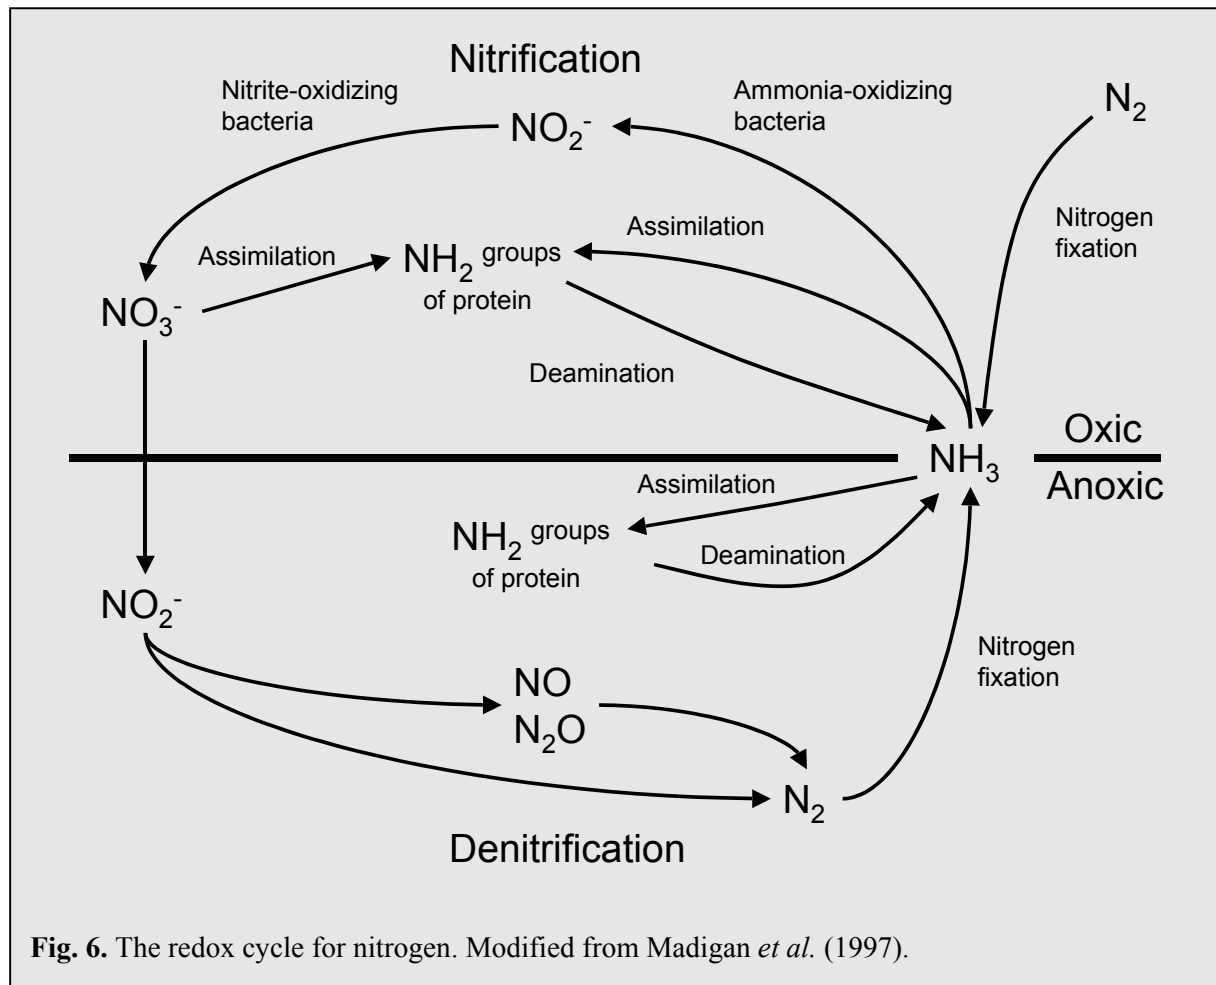 Nitrification
Nitrite-oxidizing
bacteria
Ammonia-oxidizing
bacteria
N₂
NO₂⁻
Nitrogen
fixation
Assimilation
Assimilation
NH₂ groups
of protein
NO₃⁻
Deamination
Oxic
NH₃
Anoxic
Assimilation
NH₂ groups
of protein
Deamination
NO₂⁻
Nitrogen
fixation
NO
N₂O
N₂
Denitrification
Fig. 6. The redox cycle for nitrogen. Modified from Madigan et al. (1997).